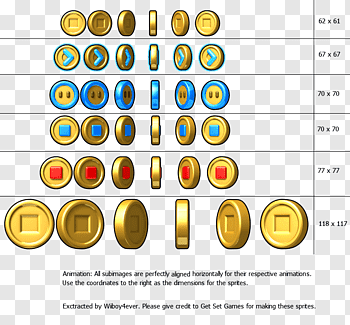 62 x 61
67 x 67
70 x 70
70 x 70
77 x 77
118 x 117
Animation: All subimages are perfectly aligned horizontally for their respective animations.
Use the coordinates to the right as the dimensions for the sprites.
Exctracted by Wiiboy4ever. Please give credit to Get Set Games for making these sprites.